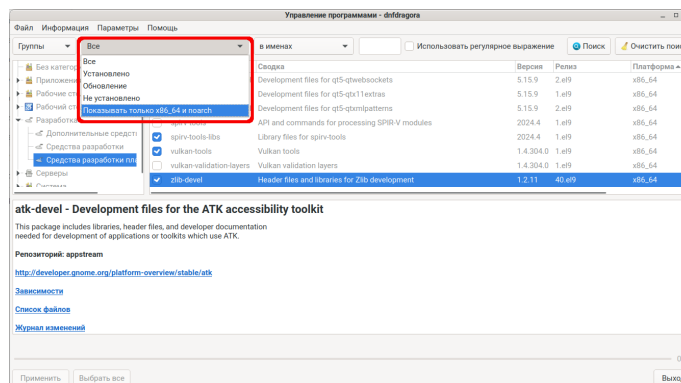 Управление программами - dnfdragora
Файл Информация Параметры Помощь
Группы Все в именах Использовать регулярное выражение Поиск Очистить пои
Все
Установлено
Обновление
Не установлено
Показывать только x86_64 и noarch
Сводка Версия Релиз Платформа
Без категор Development files for qt5-qtwebsockets 5.15.9 2.el9 x86_64
Приложени Development files for qt5-qtx11extras 5.15.9 1.el9 x86_64
Рабочие сто
Рабочий ст Development files for qt5-qtxmlpatterns 5.15.9 2.el9 x86_64
Разработка spirv-tools API and commands for processing SPIR-V modules 2024.4 1.el9 x86_64
Дополнительные средст spirv-tools-libs Library files for spirv-tools 2024.4 1.el9 x86_64
Средства разработки vulkan-tools Vulkan tools 1.4.304.0 1.el9 x86_64
Средства разработки пла vulkan-validation-layers Vulkan validation layers 1.4.304.0 1.el9 x86_64
Серверы zlib-devel Header files and libraries for Zlib development 1.2.11 40.el9 x86_64
Система
atk-devel - Development files for the ATK accessibility toolkit
This package includes libraries, header files, and developer documentation
needed for development of applications or toolkits which use ATK.
Репозиторий: appstream
http://developer.gnome.org/platform-overview/stable/atk
Зависимости
Список файлов
Журнал изменений
Применить Выбрать все Выход